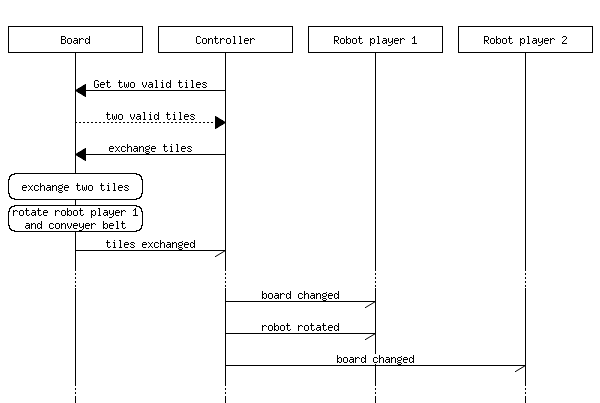 Board
Controller
Robot player 1
Robot player 2
Get two valid tiles
two valid tiles
exchange tiles
exchange two tiles
rotate robot player 1
and conveyer belt
tiles exchanged
board changed
robot rotated
board changed